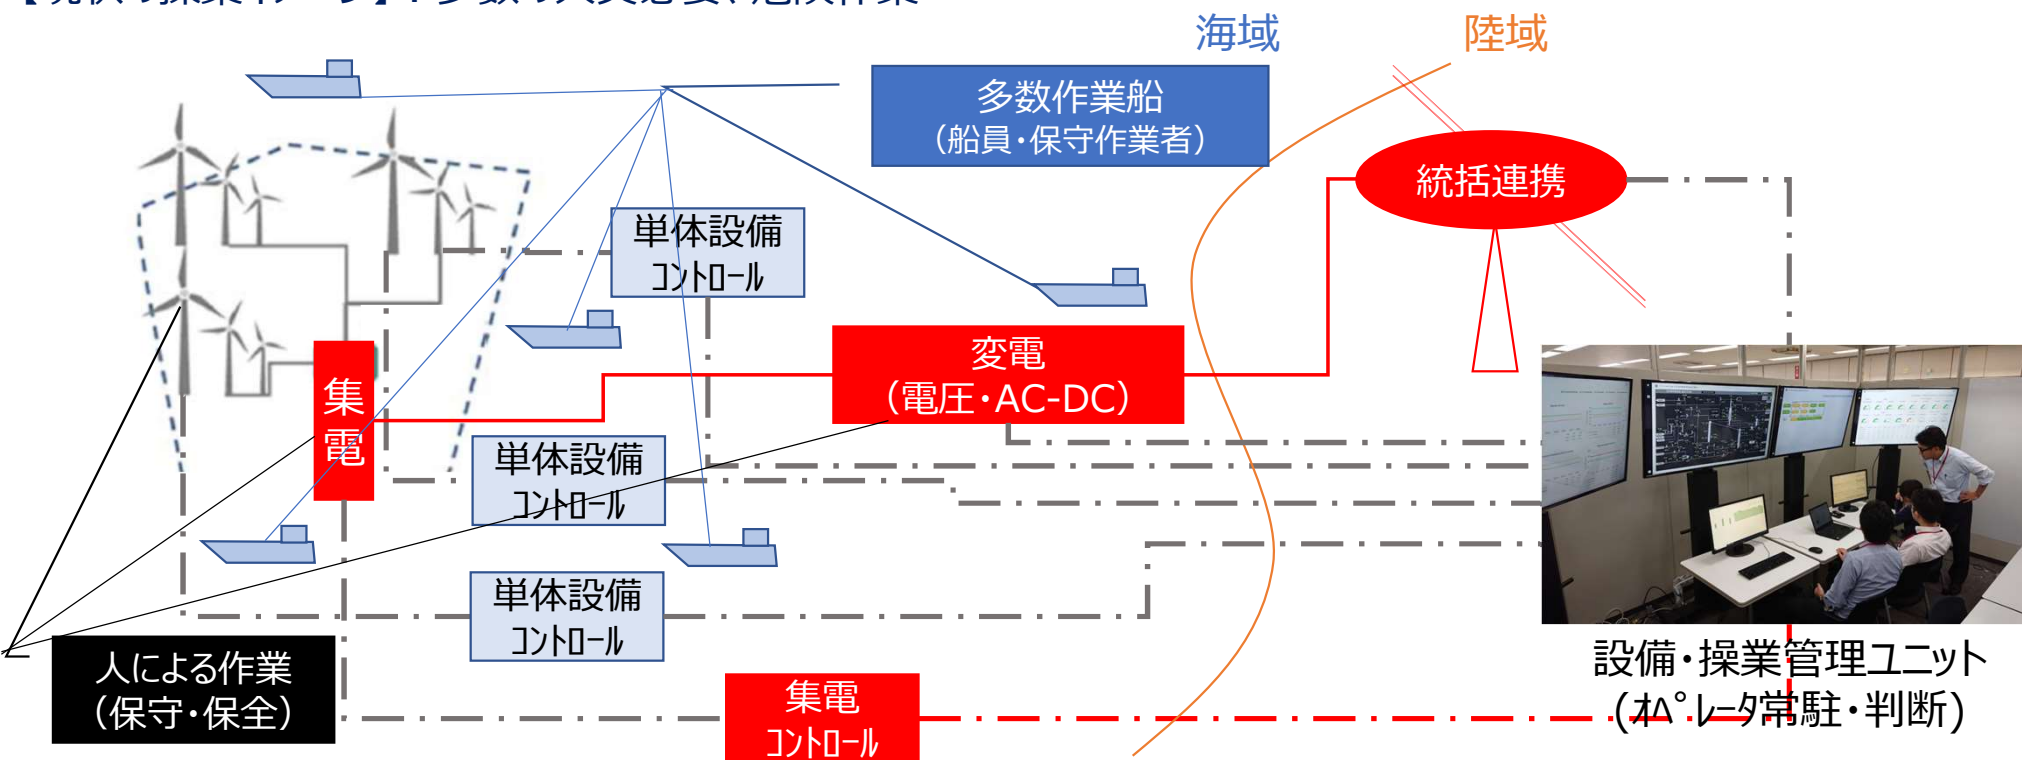 海域
陸域
多数作業船
（船員・保守作業者）
統括連携
単体設備
コントロール
変電
（電圧・AC-DC）
集電
単体設備
コントロール
単体設備
コントロール
人による作業
（保守・保全）
集電
コントロール
設備・操業管理ユニット
(オペレータ常駐・判断)